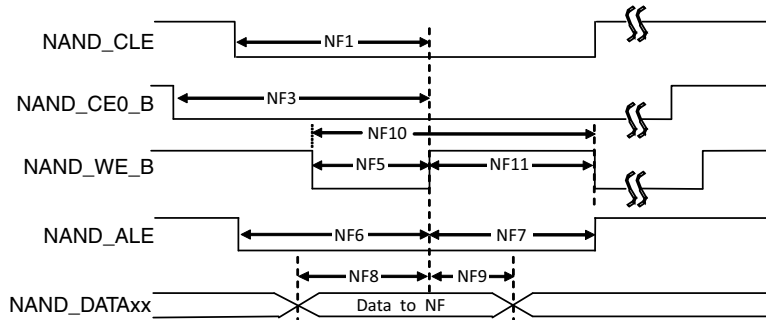 NAND_CLE
NF1
NAND_CE0_B
NF3
NF10
NAND_WE_B
NF5
NF11
NAND_ALE
NF6
NF7
NF8
NF9
NAND_DATAxx
Data to NF